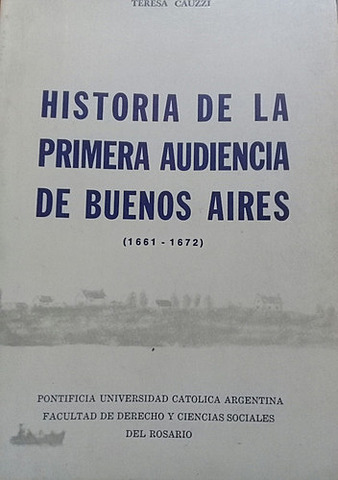 TERESA CAUZZI
HISTORIA DE LA
PRIMERA AUDIENCIA
DE BUENOS AIRES
(1661 - 1672)
PONTIFICIA UNIVERSIDAD CATOLICA ARGENTINA
FACULTAD DE DERECHO Y CIENCIAS SOCIALES
DEL ROSARIO